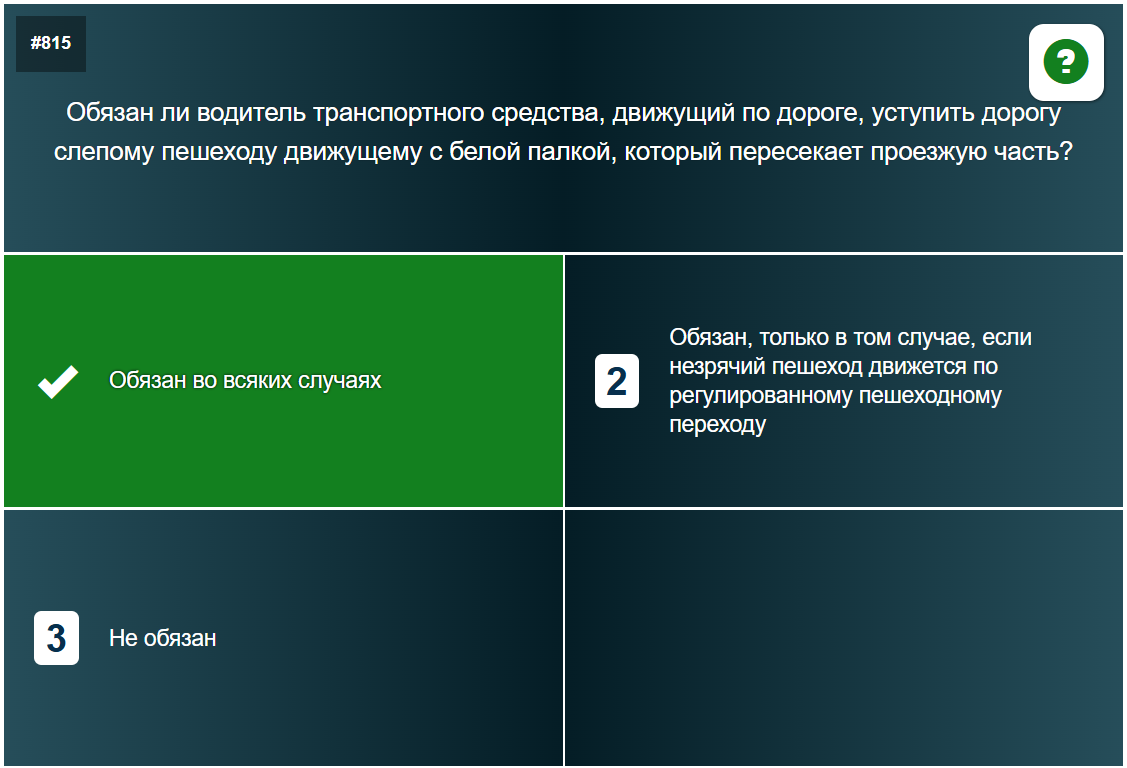 #815
?
Обязан ли водитель транспортного средства, движущий по дороге, уступить дорогу
слепому пешеходу движущему с белой палкой, который пересекает проезжую часть?
Обязан во всяких случаях
2
Обязан, только в том случае, если
незрячий пешеход движется по
регулированному пешеходному
переходу
3
Не обязан